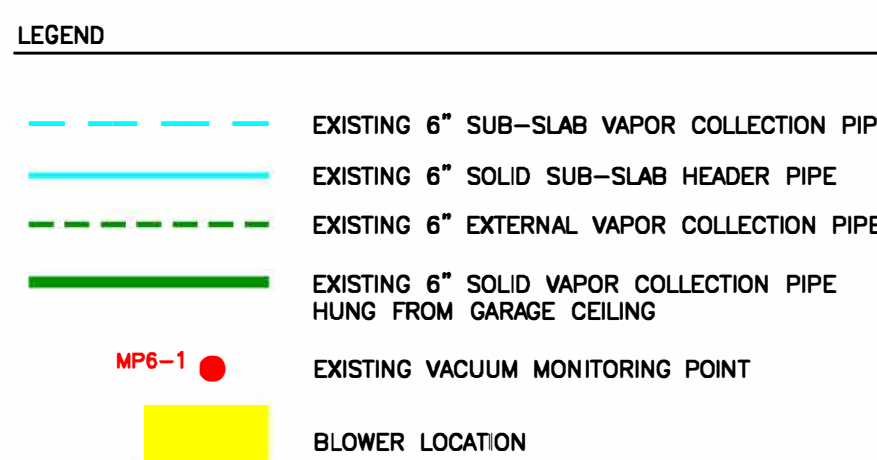 LEGEND
EXISTING 6" SUB-SLAB VAPOR COLLECTION PIP
EXISTING 6" SOLID SUB-SLAB HEADER PIPE
EXISTING 6" EXTERNAL VAPOR COLLECTION PIPE
EXISTING 6" SOLID VAPOR COLLECTION PIPE
HUNG FROM GARAGE CEILING
MP6-1
EXISTING VACUUM MONITORING POINT
BLOWER LOCATION